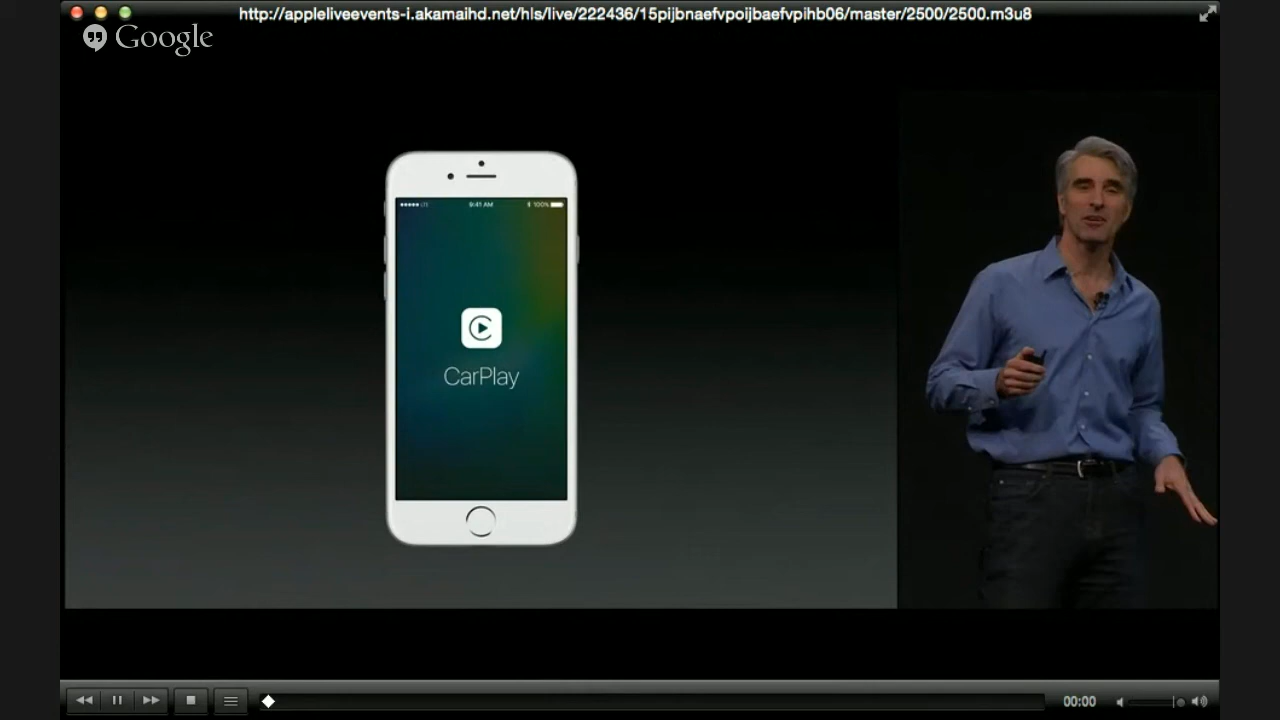 http://appleliveevents-i.akamaihd.net/hls/live/222436/15pijbnaefvpoijbaefvpihb06/master/2500/2500.m3u8
Google
LTE 9:41 AM 100%
CarPlay
00:00